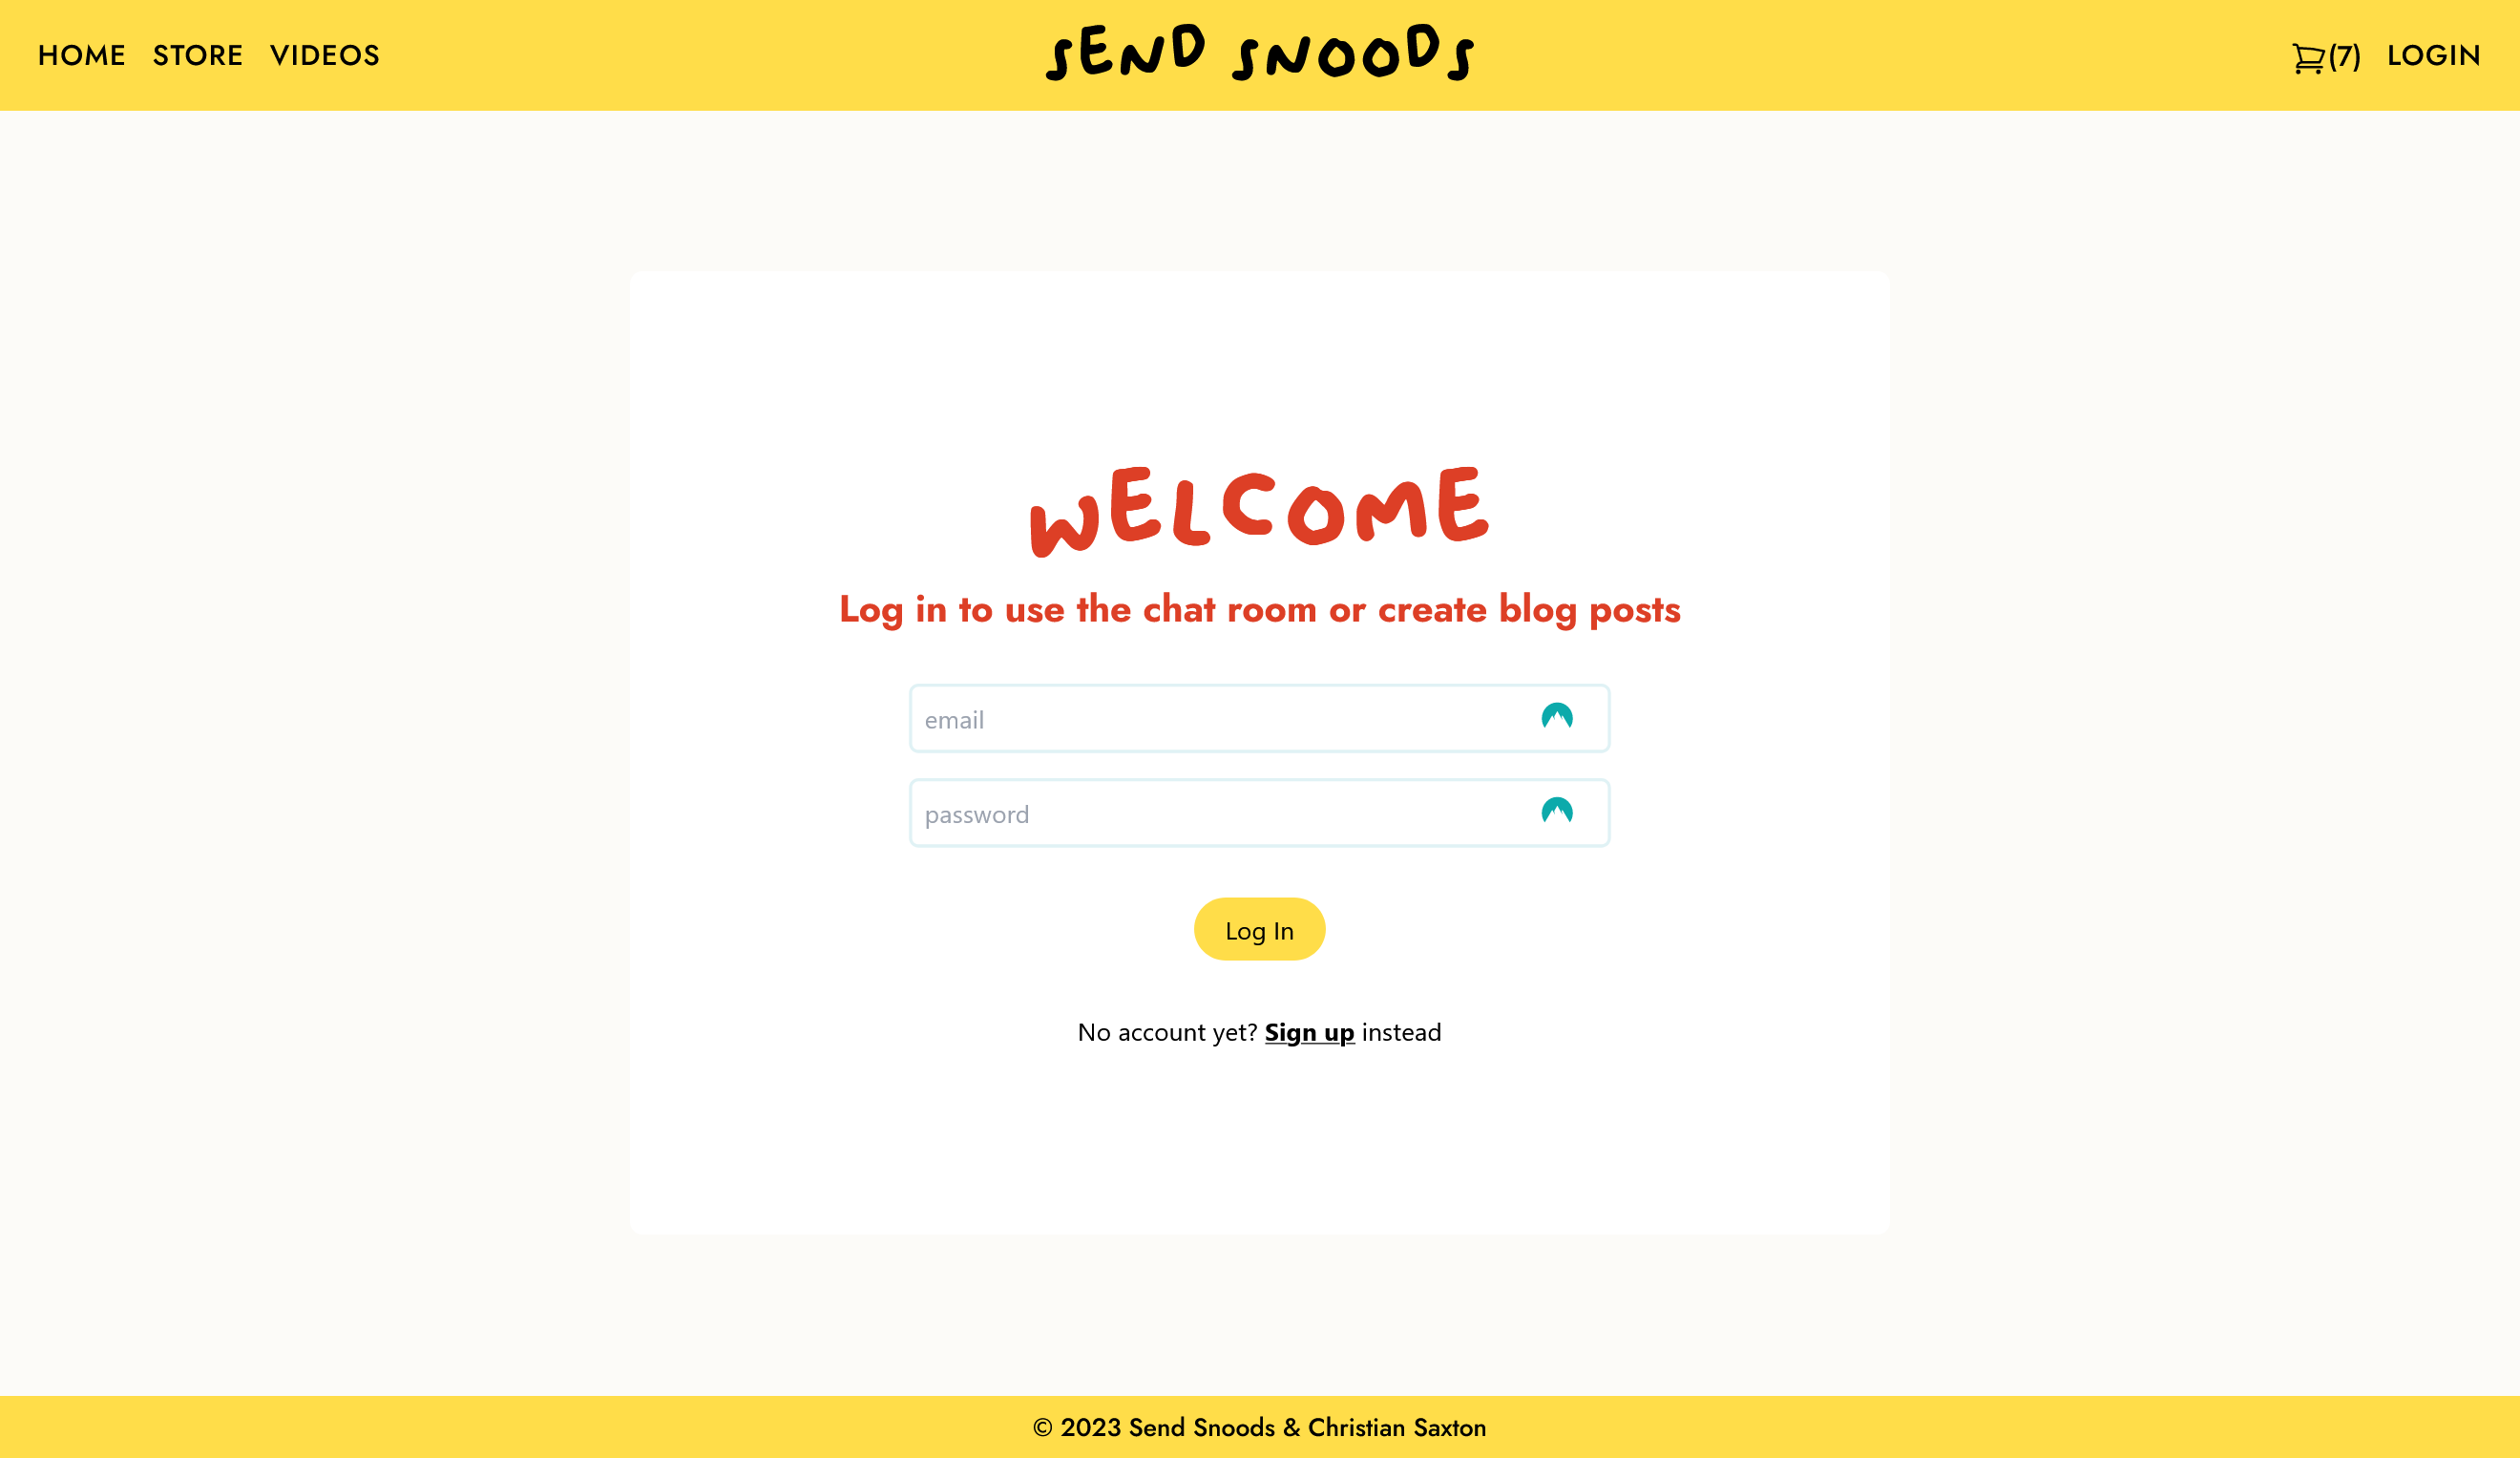 HOME STORE VIDEOS
SEND SNOODS
(7) LOGIN
WELCOME
Log in to use the chat room or create blog posts
email
password
Log In
No account yet? Sign up instead
© 2023 Send Snoods & Christian Saxton